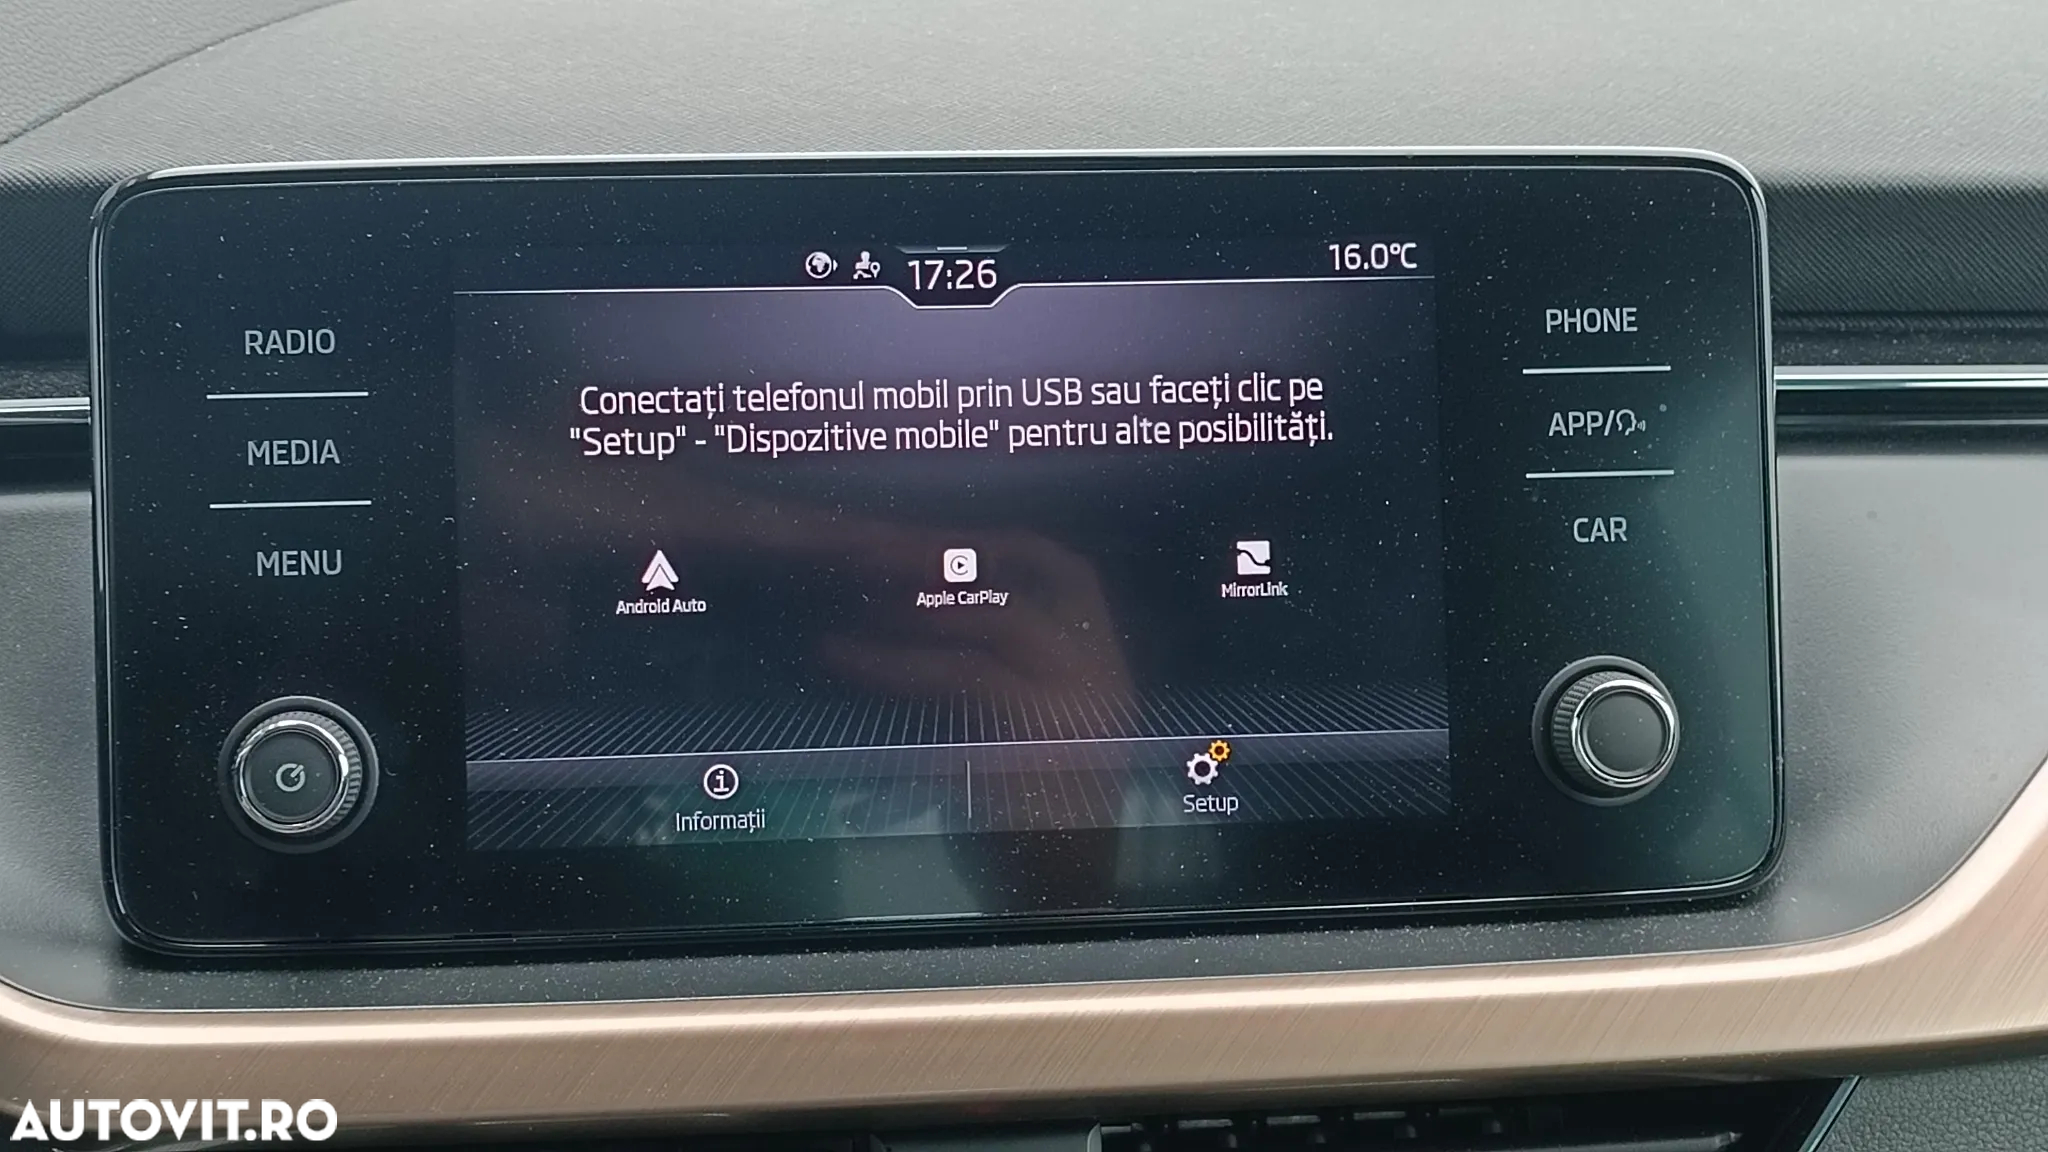 17:26
16.0°C
RADIO
MEDIA
MENU
Conectați telefonul mobil prin USB sau faceți clic pe
"Setup" - "Dispozitive mobile" pentru alte posibilități.
Android Auto
Apple CarPlay
MirrorLink
Informații
Setup
PHONE
APP/
CAR
AUTOVIT.RO